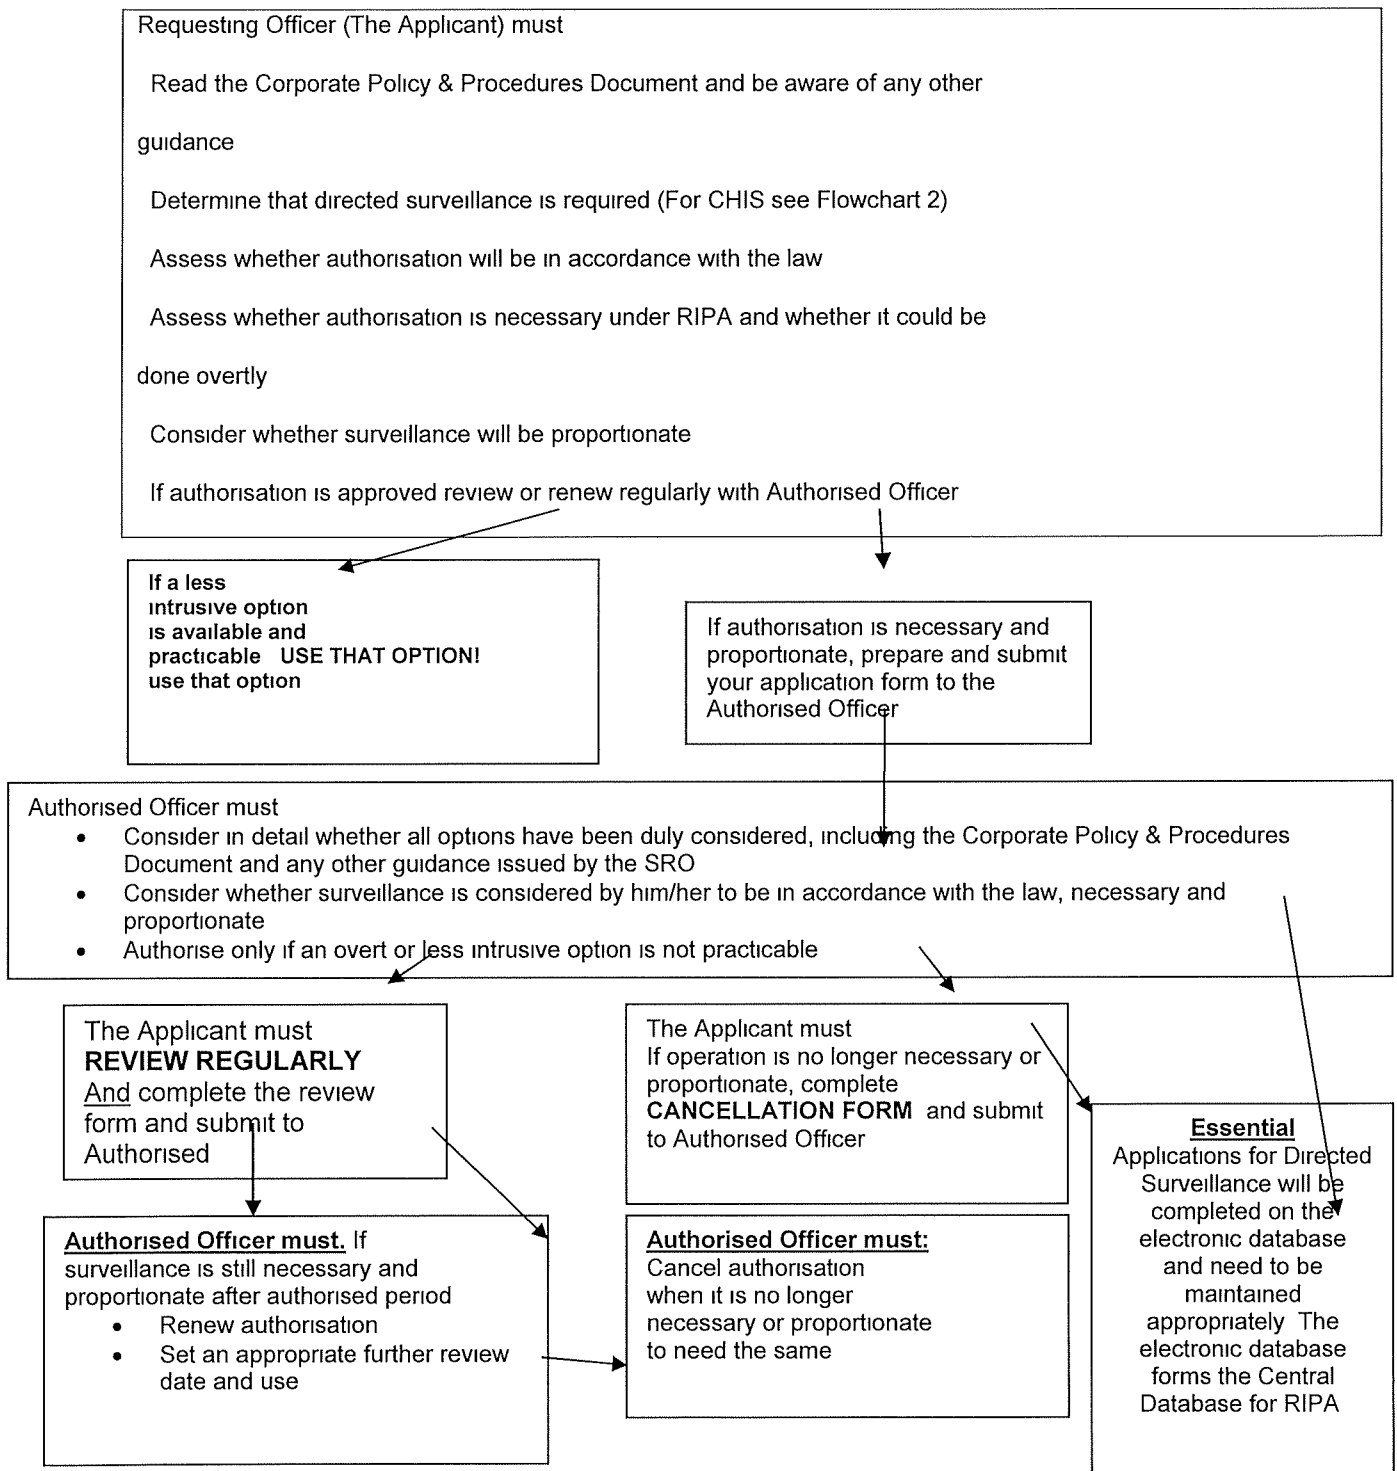 Requesting Officer (The Applicant) must
Read the Corporate Policy & Procedures Document and be aware of any other
guidance
Determine that directed surveillance is required (For CHIS see Flowchart 2)
Assess whether authorisation will be in accordance with the law
Assess whether authorisation is necessary under RIPA and whether it could be
done overtly
Consider whether surveillance will be proportionate
If authorisation is approved review or renew regularly with Authorised Officer
If a less
intrusive option
is available and
practicable USE THAT OPTION!
use that option
If authorisation is necessary and
proportionate, prepare and submit
your application form to the
Authorised Officer
Authorised Officer must
• Consider in detail whether all options have been duly considered, including the Corporate Policy & Procedures
Document and any other guidance issued by the SRO
• Consider whether surveillance is considered by him/her to be in accordance with the law, necessary and
proportionate
• Authorise only if an overt or less intrusive option is not practicable
The Applicant must
REVIEW REGULARLY
And complete the review
form and submit to
Authorised
The Applicant must
If operation is no longer necessary or
proportionate, complete
CANCELLATION FORM and submit
to Authorised Officer
Authorised Officer must. If
surveillance is still necessary and
proportionate after authorised period
• Renew authorisation
• Set an appropriate further review
date and use
Authorised Officer must:
Cancel authorisation
when it is no longer
necessary or proportionate
to need the same
Essential
Applications for Directed
Surveillance will be
completed on the
electronic database
and need to be
maintained
appropriately The
electronic database
forms the Central
Database for RIPA